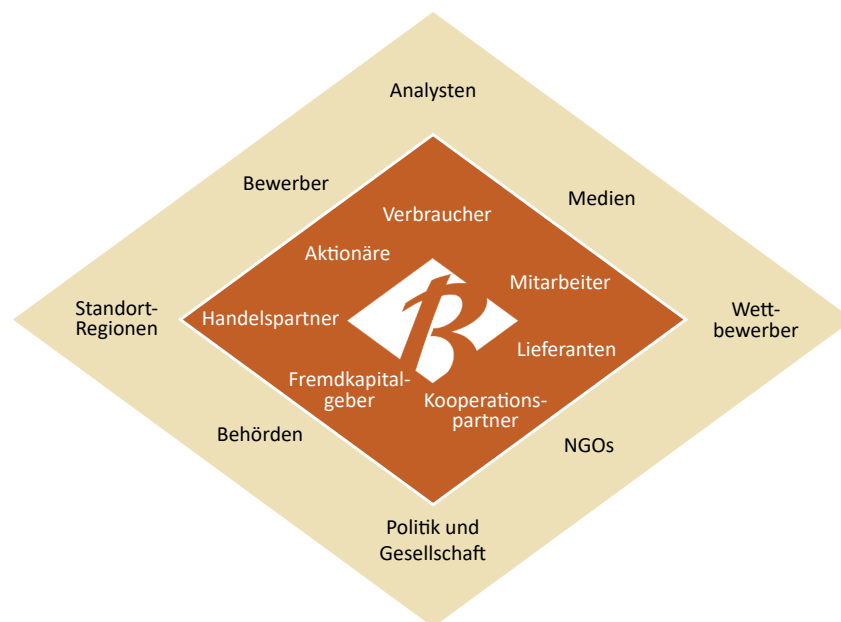 Analysten
Bewerber
Medien
Verbraucher
Aktionäre
Mitarbeiter
Standort-
Regionen
Handelspartner
B
Wett-
bewerber
Lieferanten
Fremdkapital-
geber
Kooperations-
partner
Behörden
NGOs
Politik und
Gesellschaft